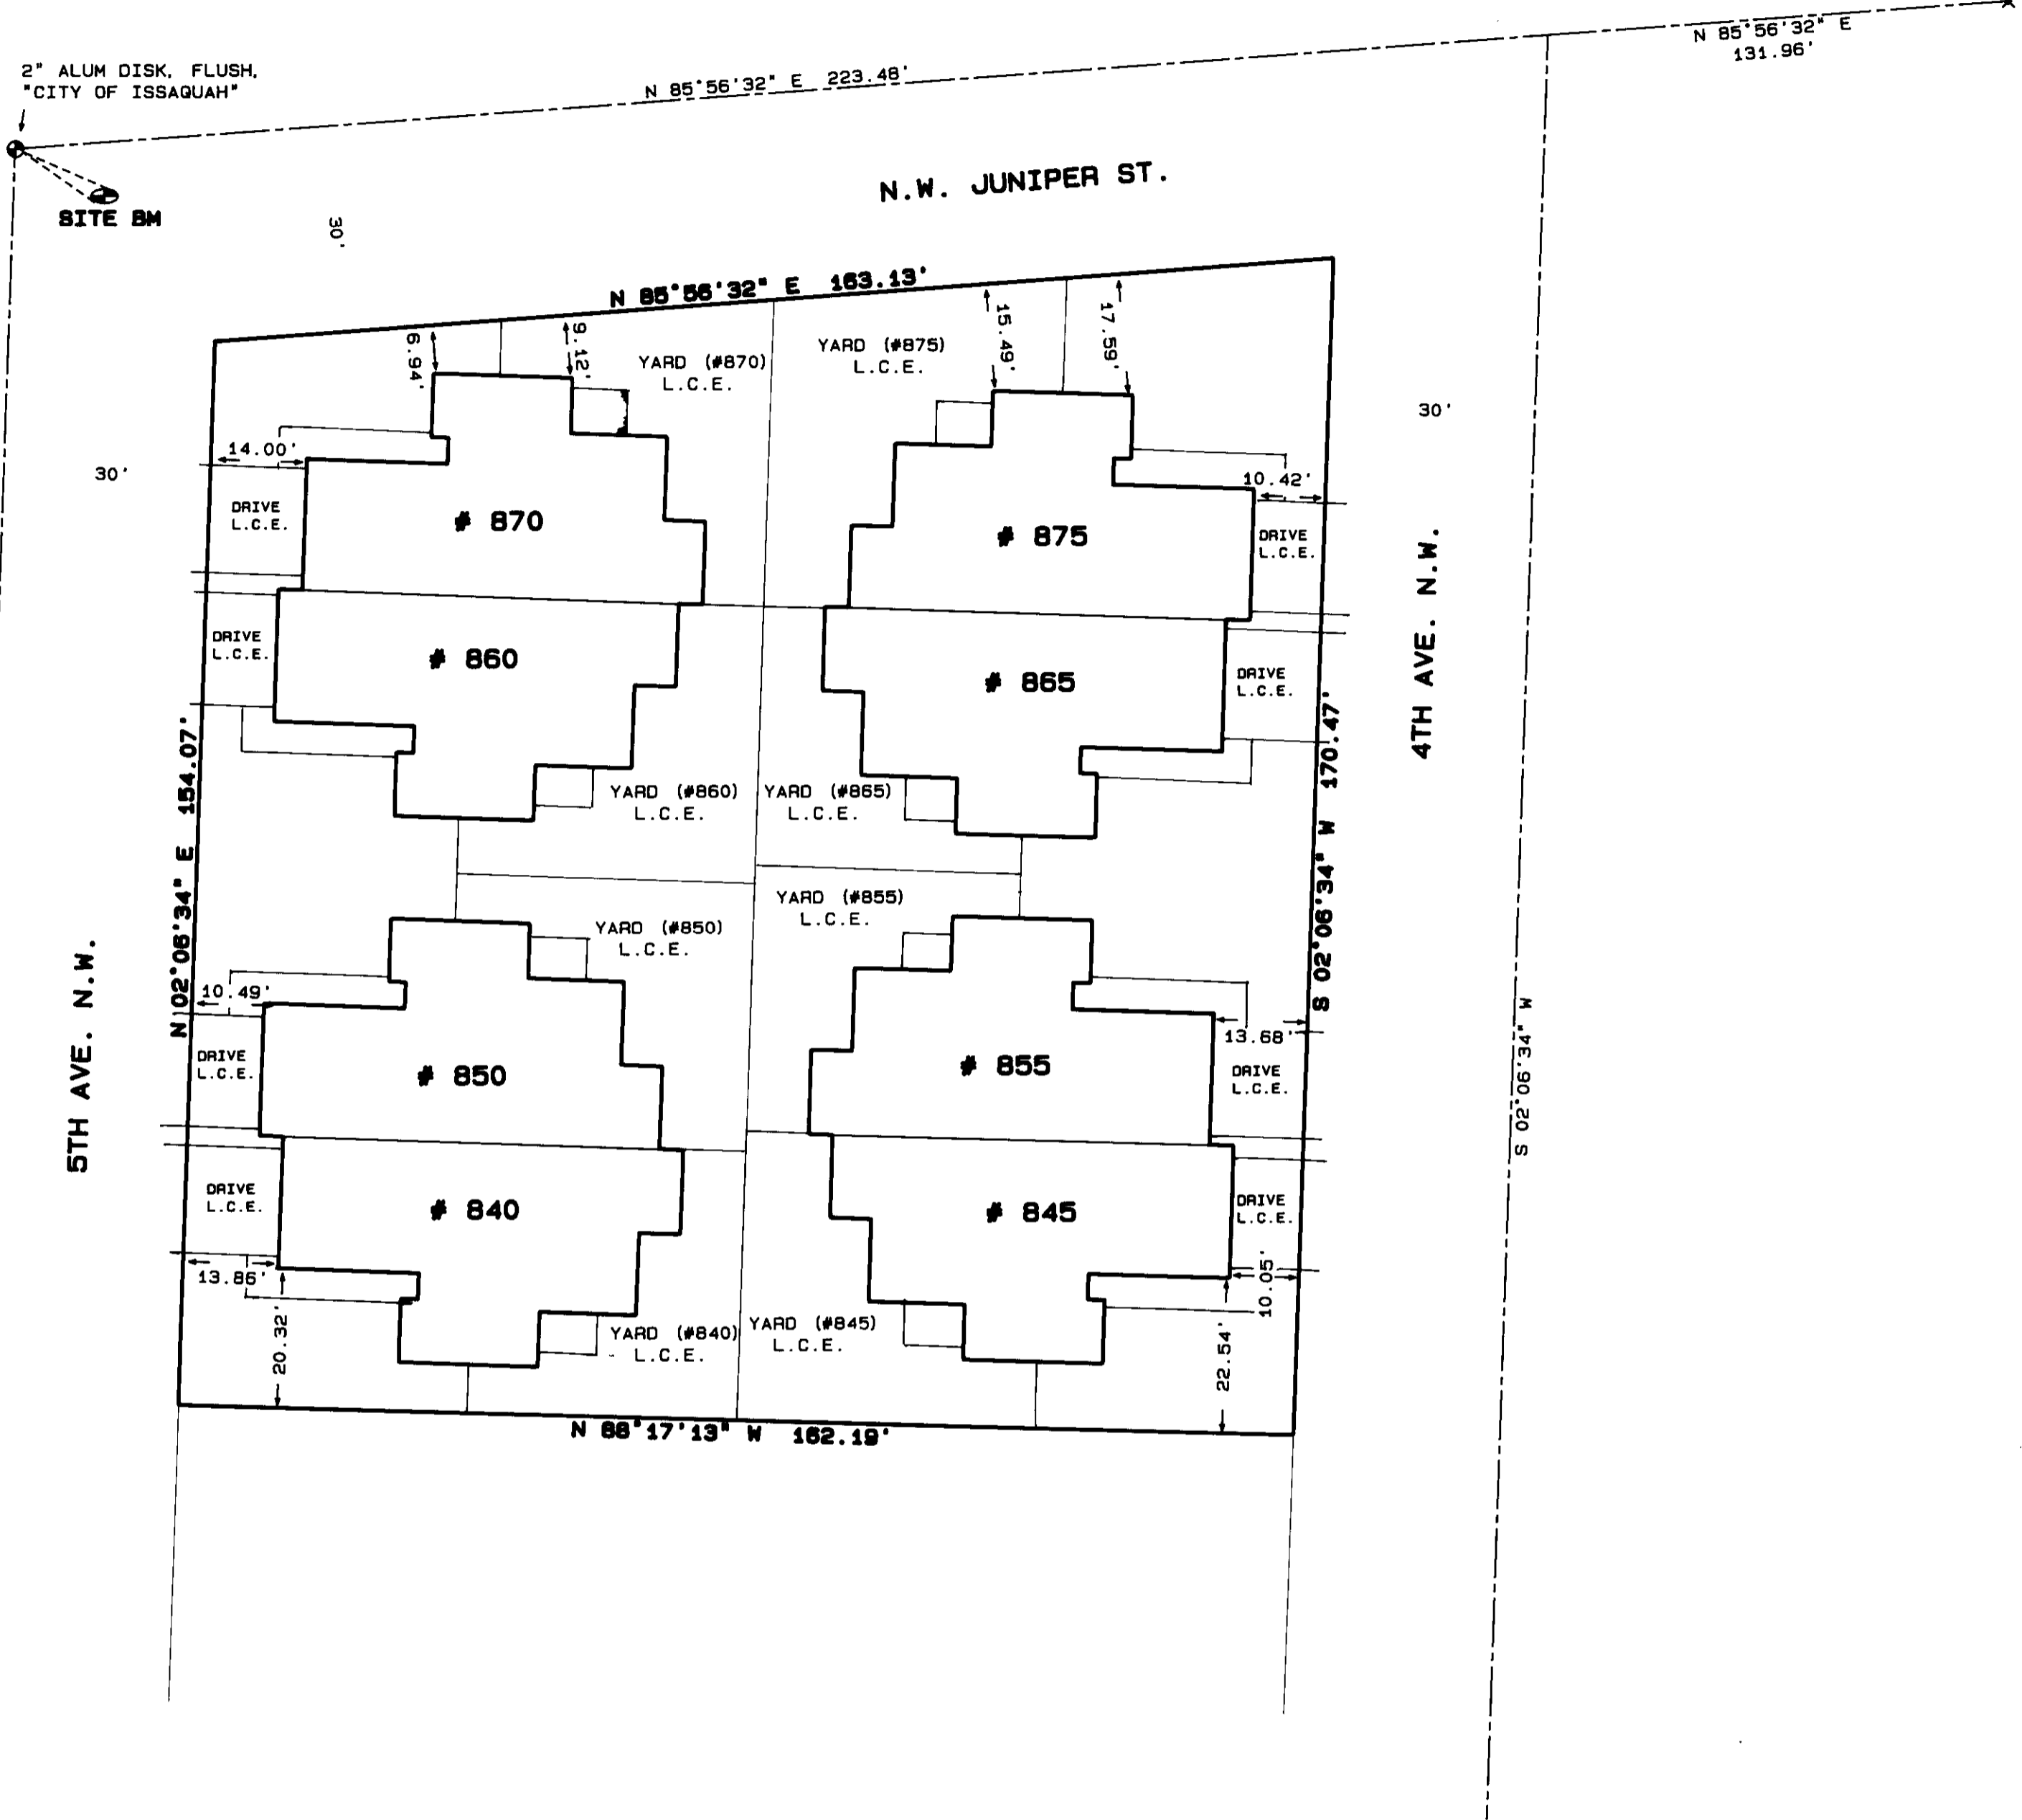 N 85°56'32" E
131.96'
2" ALUM DISK, FLUSH,
"CITY OF ISSAQUAH"
N 85°56'32" E 223.48'
N.W. JUNIPER ST.
SITE BM
30'
N 85°56'32" E 163.13'
6.94'
9.12'
YARD (#870)
L.C.E.
YARD (#875)
L.C.E.
15.49'
17.59'
30'
30'
14.00'
10.42'
DRIVE
L.C.E.
# 870
# 875
DRIVE
L.C.E.
4TH AVE. N.W.
DRIVE
L.C.E.
# 860
# 865
DRIVE
L.C.E.
N 02°06'34" E 154.07'
S 02°06'34" W 170.47'
YARD (#860)
L.C.E.
YARD (#865)
L.C.E.
YARD (#850)
L.C.E.
YARD (#855)
L.C.E.
5TH AVE. N.W.
10.49'
13.68'
S 02°06'34" W
DRIVE
L.C.E.
# 850
# 855
DRIVE
L.C.E.
DRIVE
L.C.E.
# 840
# 845
DRIVE
L.C.E.
13.86'
10.05'
20.32'
22.54'
YARD (#840)
L.C.E.
YARD (#845)
L.C.E.
N 88°17'13" W 162.19'